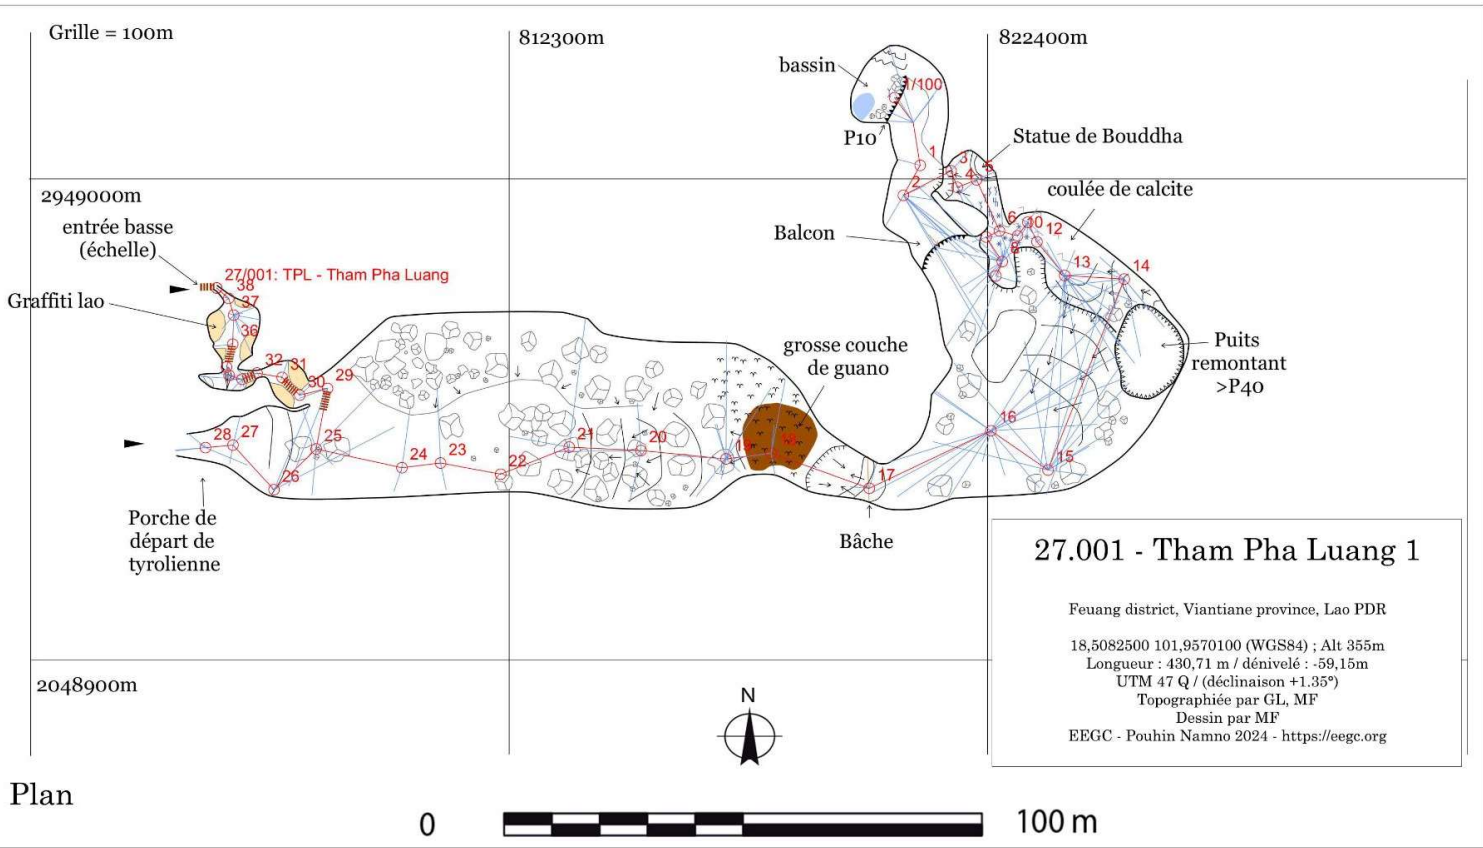 Grille = 100m
812300m
822400m
bassin
1/100
P10
Statue de Bouddha
1
2
3
4
5
2949000m
coulée de calcite
entrée basse
(échelle)
Balcon
6
10
12
8
13
14
27/001: TPL - Tham Pha Luang
38
37
Graffiti lao
36
32
31
30
29
grosse couche
de guano
Puits
remontant
>P40
28
27
26
25
24
23
22
21
20
19
18
17
16
15
Porche de
départ de
tyrolienne
Bâche
27.001 - Tham Pha Luang 1
Feuang district, Viantiane province, Lao PDR
18,5082500 101,9570100 (WGS84) ; Alt 355m
Longueur : 430,71 m / dénivelé : -59,15m
UTM 47 Q / (déclinaison +1.35°)
Topographiée par GL, MF
Dessin par MF
EEGC - Pouhin Namno 2024 - https://eegc.org
2048900m
N
Plan
0
100 m